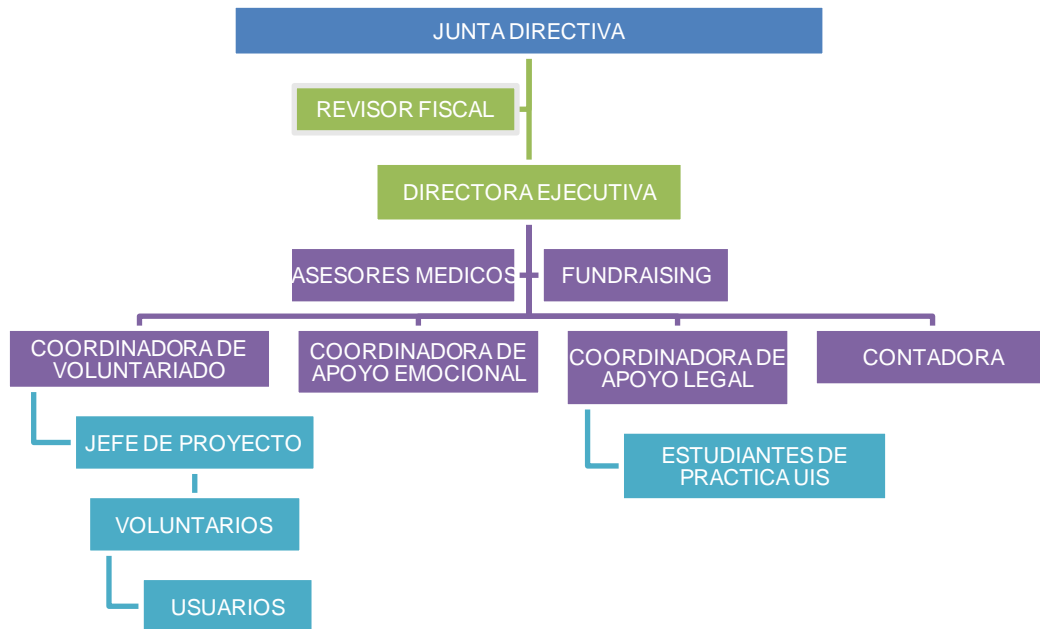 JUNTA DIRECTIVA
REVISOR FISCAL
DIRECTORA EJECUTIVA
ASESORES MEDICOS
FUNDRAISING
COORDINADORA DE
VOLUNTARIADO
COORDINADORA DE
APOYO EMOCIONAL
COORDINADORA DE
APOYO LEGAL
CONTADORA
JEFE DE PROYECTO
ESTUDIANTES DE
PRACTICA UIS
VOLUNTARIOS
USUARIOS